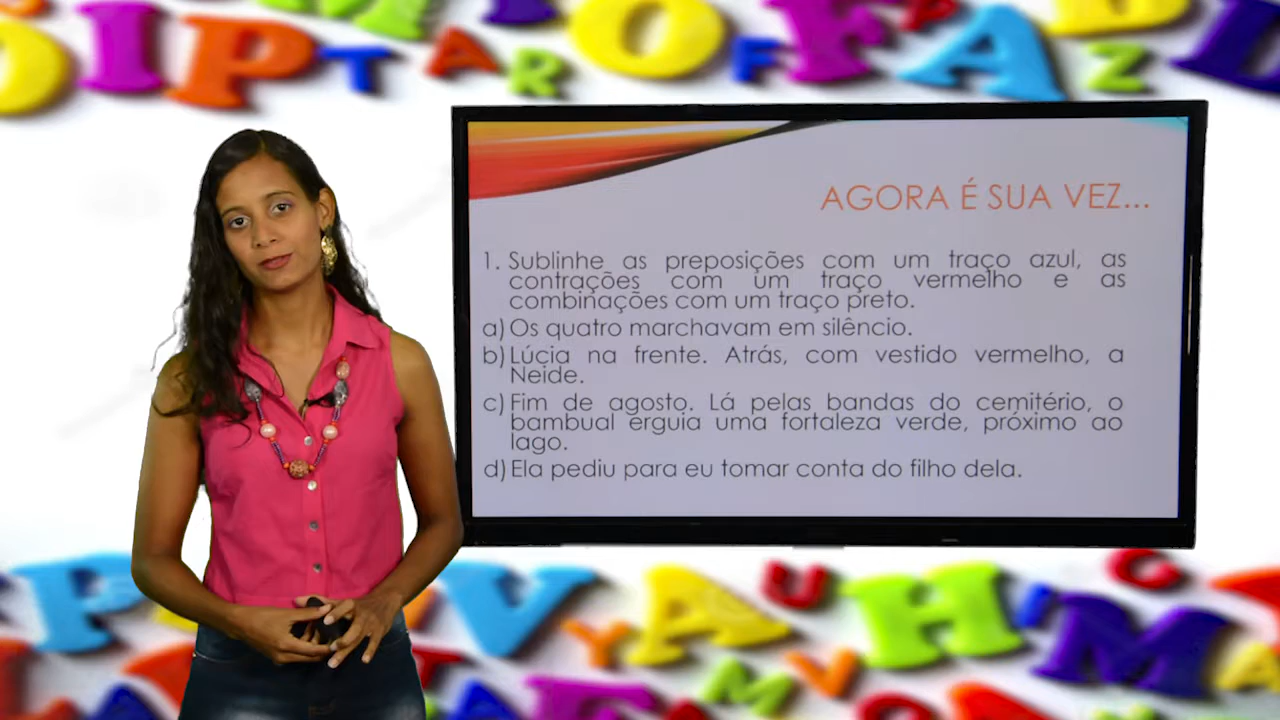 AGORA É SUA VEZ...
1. Sublinhe as preposições com um traço azul, as
contrações com um traço vermelho e as
combinações com um traço preto.
a) Os quatro marchavam em silêncio.
b) Lúcia na frente. Atrás, com vestido vermelho, a
Neide.
c) Fim de agosto. Lá pelas bandas do cemitério, o
bambual erguia uma fortaleza verde, próximo ao
lago.
d) Ela pediu para eu tomar conta do filho dela.